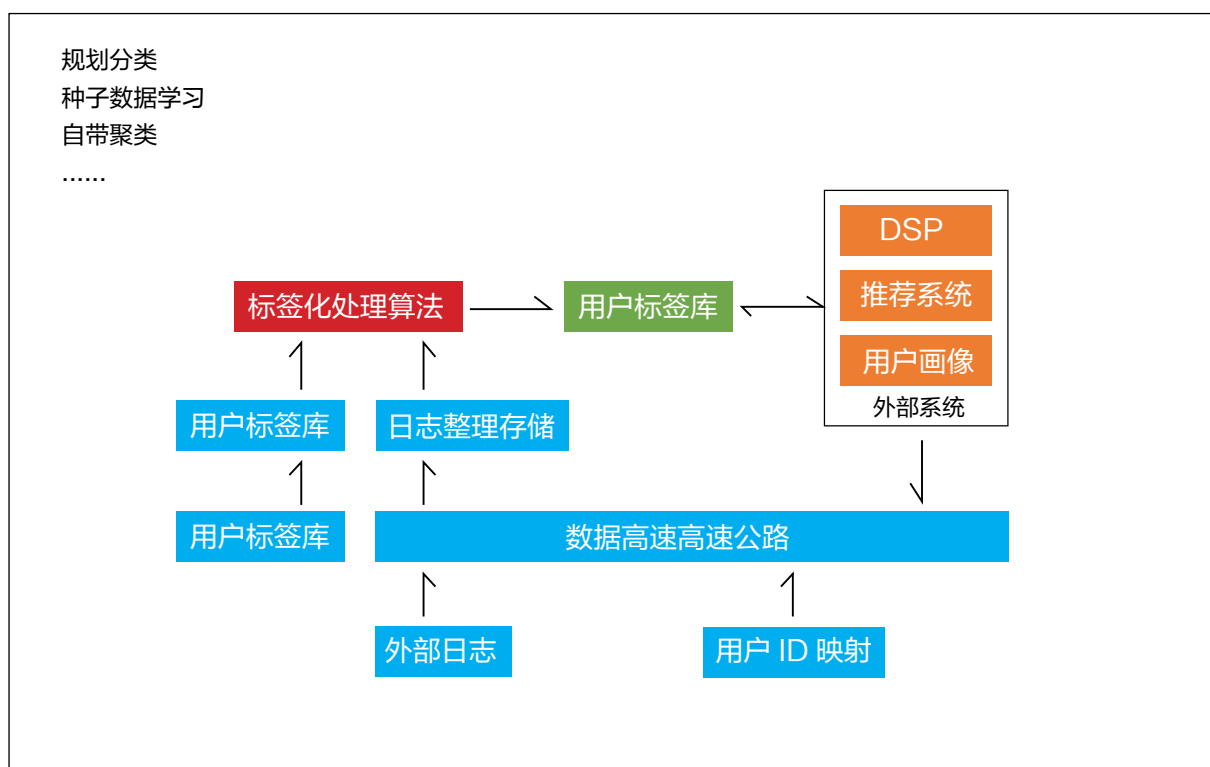 规划分类
种子数据学习
自带聚类
......
DSP
推荐系统
用户画像
外部系统
标签化处理算法
用户标签库
用户标签库
日志整理存储
用户标签库
数据高速高速公路
外部日志
用户 ID 映射